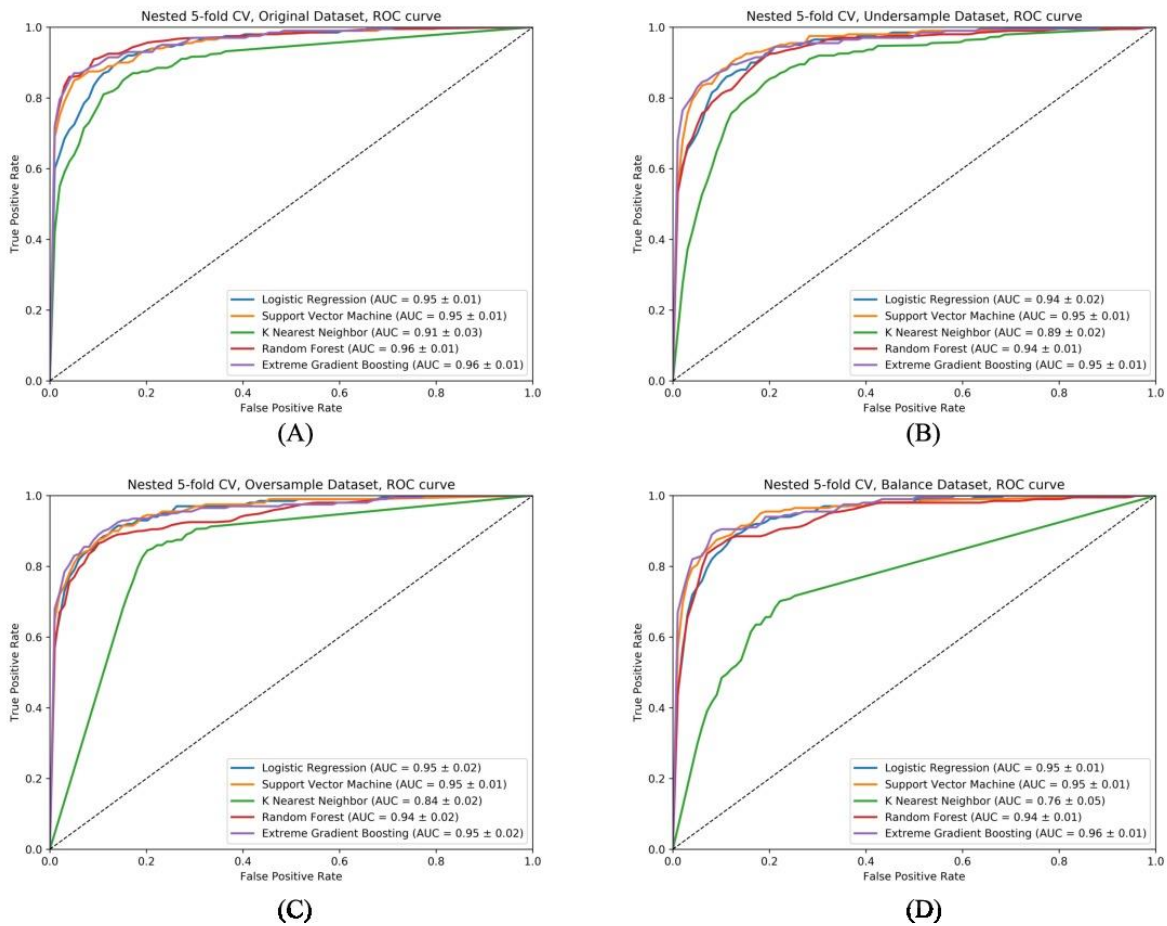 Nested 5-fold CV, Original Dataset, ROC curve
1.0
0.8
0.6
0.4
0.2
0.0
True Positive Rate
Logistic Regression (AUC = 0.95 ± 0.01)
Support Vector Machine (AUC = 0.95 ± 0.01)
K Nearest Neighbor (AUC = 0.91 ± 0.03)
Random Forest (AUC = 0.96 ± 0.01)
Extreme Gradient Boosting (AUC = 0.96 ± 0.01)
0.0 0.2 0.4 0.6 0.8 1.0
False Positive Rate
(A)
Nested 5-fold CV, Undersample Dataset, ROC curve
1.0
0.8
0.6
0.4
0.2
0.0
True Positive Rate
Logistic Regression (AUC = 0.94 ± 0.02)
Support Vector Machine (AUC = 0.95 ± 0.01)
K Nearest Neighbor (AUC = 0.89 ± 0.02)
Random Forest (AUC = 0.94 ± 0.01)
Extreme Gradient Boosting (AUC = 0.95 ± 0.01)
0.0 0.2 0.4 0.6 0.8 1.0
False Positive Rate
(B)
Nested 5-fold CV, Oversample Dataset, ROC curve
1.0
0.8
0.6
0.4
0.2
0.0
True Positive Rate
Logistic Regression (AUC = 0.95 ± 0.02)
Support Vector Machine (AUC = 0.95 ± 0.01)
K Nearest Neighbor (AUC = 0.84 ± 0.02)
Random Forest (AUC = 0.94 ± 0.02)
Extreme Gradient Boosting (AUC = 0.95 ± 0.02)
0.0 0.2 0.4 0.6 0.8 1.0
False Positive Rate
(C)
Nested 5-fold CV, Balance Dataset, ROC curve
1.0
0.8
0.6
0.4
0.2
0.0
True Positive Rate
Logistic Regression (AUC = 0.95 ± 0.01)
Support Vector Machine (AUC = 0.95 ± 0.01)
K Nearest Neighbor (AUC = 0.76 ± 0.05)
Random Forest (AUC = 0.94 ± 0.01)
Extreme Gradient Boosting (AUC = 0.96 ± 0.01)
0.0 0.2 0.4 0.6 0.8 1.0
False Positive Rate
(D)